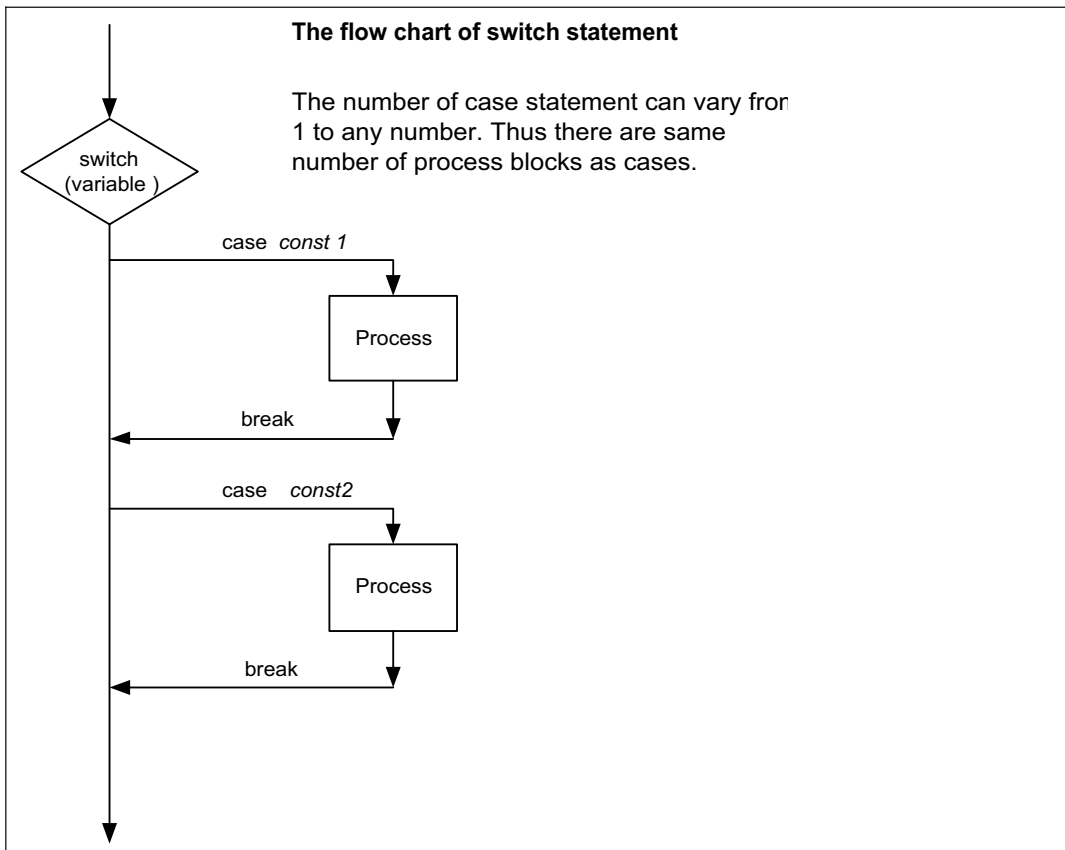 The flow chart of switch statement
The number of case statement can vary from
1 to any number. Thus there are same
number of process blocks as cases.
switch
(variable )
case const 1
Process
break
case const2
Process
break